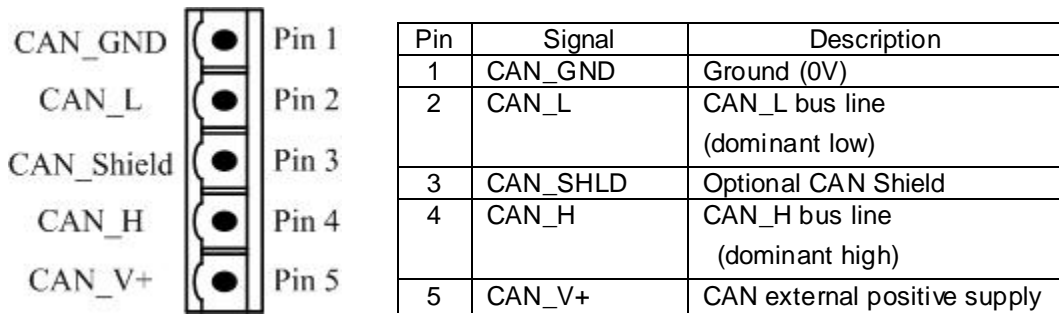 CAN_GND Pin 1
CAN_L Pin 2
CAN_Shield Pin 3
CAN_H Pin 4
CAN_V+ Pin 5
Pin Signal Description
1 CAN_GND Ground (0V)
2 CAN_L CAN_L bus line
(dominant low)
3 CAN_SHLD Optional CAN Shield
4 CAN_H CAN_H bus line
(dominant high)
5 CAN_V+ CAN external positive supply